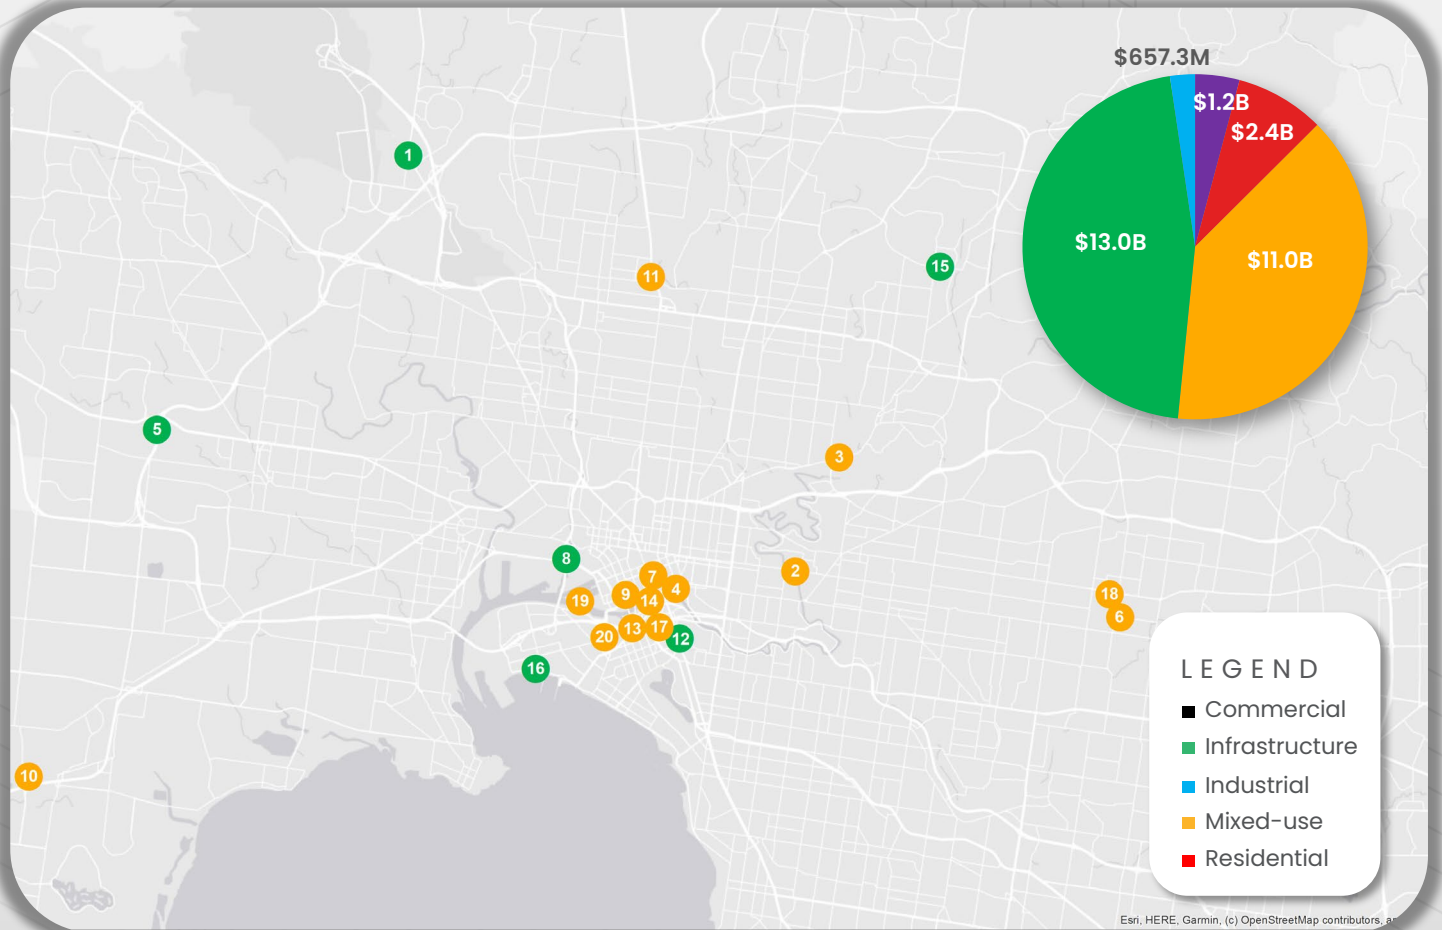 $657.3M
$1.2B
$2.4B
$13.0B
$11.0B
1
11
15
5
3
8
2
7
4
9
14
19
18
6
13
17
20
12
16
10
LEGEND
Commercial
Infrastructure
Industrial
Mixed-use
Residential
Esri, HERE, Garmin, (c) OpenStreetMap contributors,